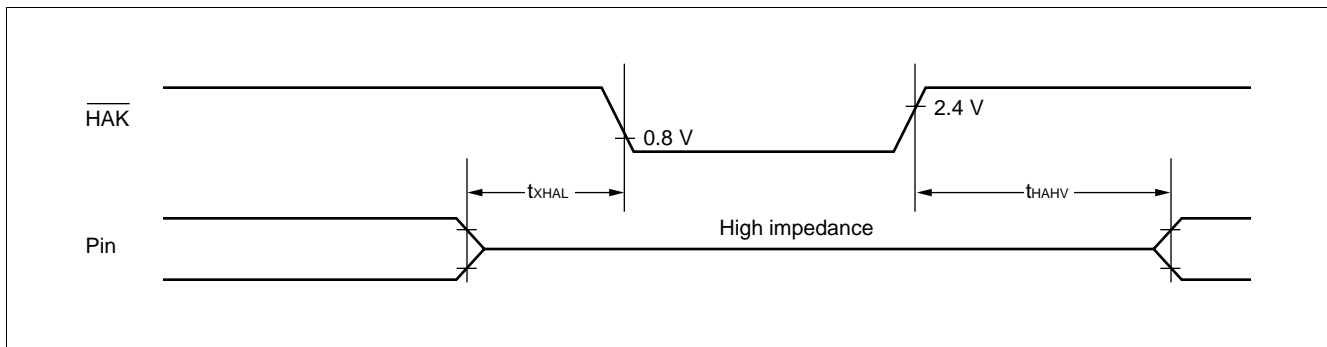 HAK
0.8 V
2.4 V
tXHAL
tHAHV
Pin
High impedance